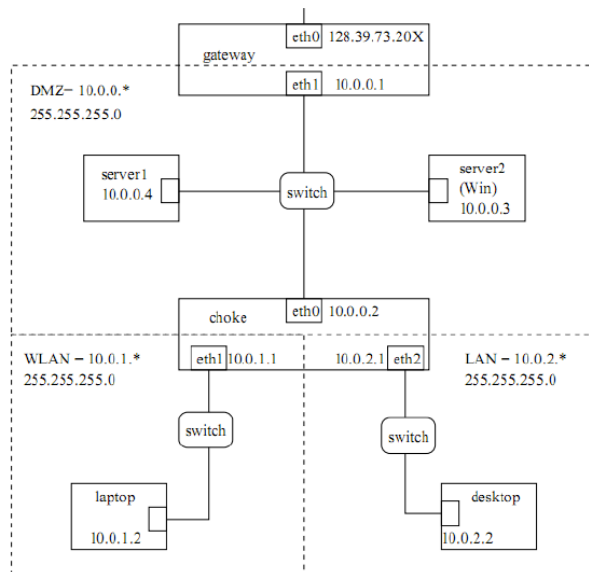 eth0 128.39.73.20X
gateway
eth1 10.0.0.1
DMZ- 10.0.0.*
255.255.255.0
server1
10.0.0.4
switch
server2
(Win)
10.0.0.3
eth0 10.0.0.2
choke
WLAN - 10.0.1.*
255.255.255.0
eth1 10.0.1.1
10.0.2.1 eth2
LAN - 10.0.2.*
255.255.255.0
switch
switch
laptop
10.0.1.2
desktop
10.0.2.2